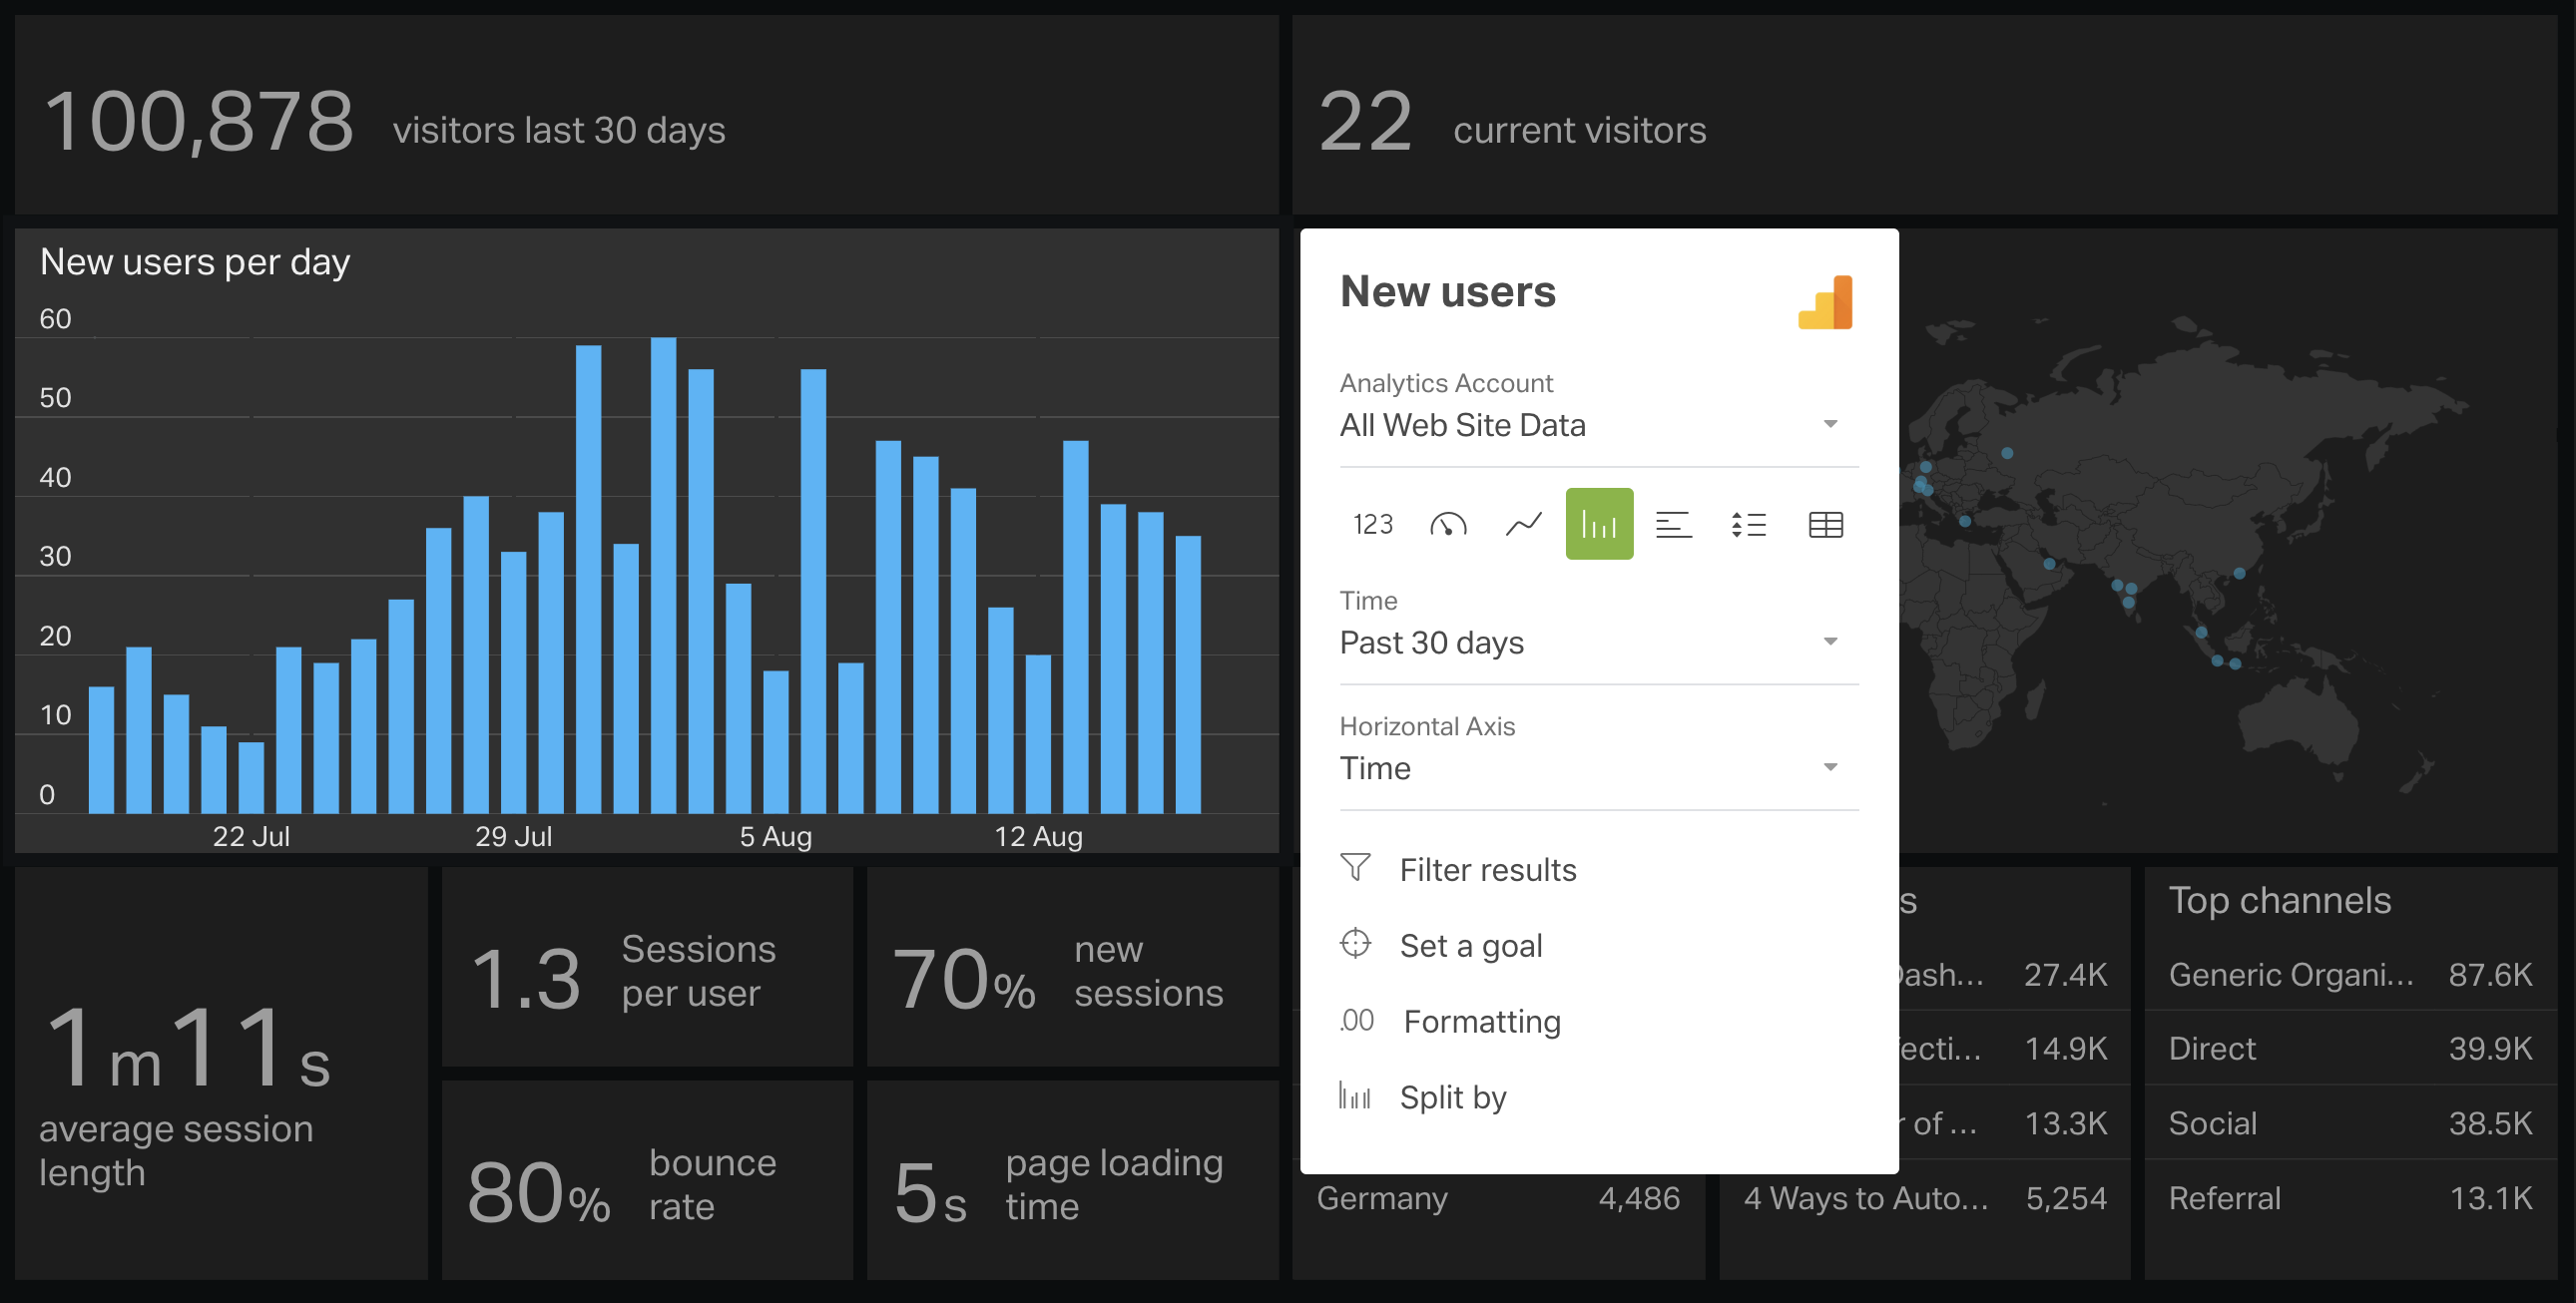 100,878 visitors last 30 days
22 current visitors
New users per day
60
50
40
30
20
10
0
22 Jul 29 Jul 5 Aug 12 Aug
New users
Analytics Account
All Web Site Data
123
Time
Past 30 days
Horizontal Axis
Time
Filter results
Set a goal
.00 Formatting
Split by
1m11s
average session
length
1.3 Sessions
per user
70% new
sessions
80% bounce
rate
5s page loading
time
Germany 4,486
s
Dash... 27.4K
ecti... 14.9K
r of ... 13.3K
4 Ways to Auto... 5,254
Top channels
Generic Organi... 87.6K
Direct 39.9K
Social 38.5K
Referral 13.1K